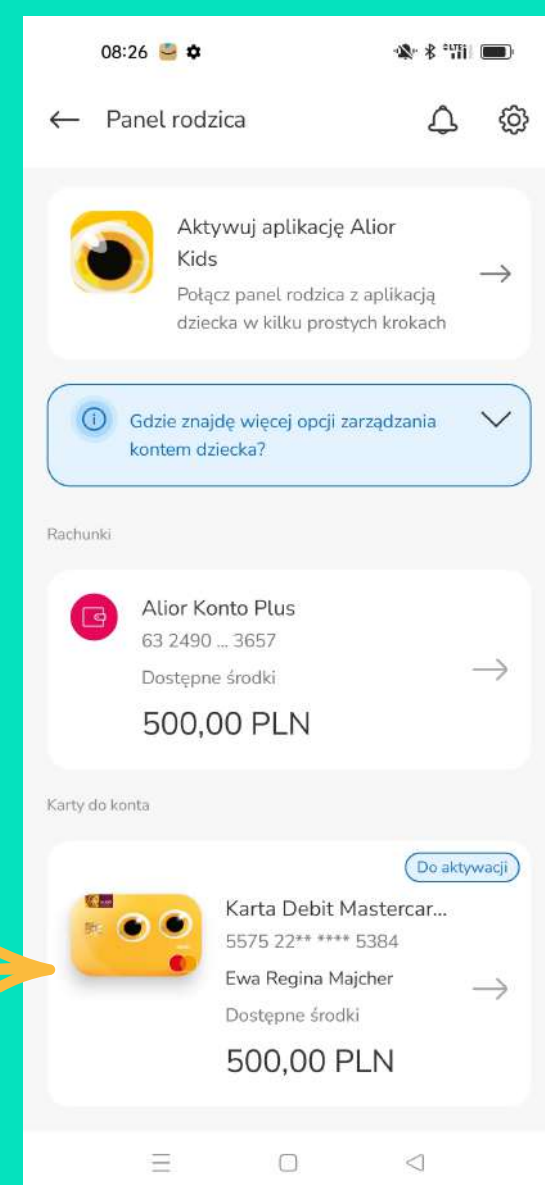 08:26
Panel rodzica
Aktywuj aplikację Alior
Kids
Połącz panel rodzica z aplikacją
dziecka w kilku prostych krokach
Gdzie znajdę więcej opcji zarządzania
kontem dziecka?
Rachunki
Alior Konto Plus
63 2490 ... 3657
Dostępne środki
500,00 PLN
Karty do konta
Do aktywacji
Karta Debit Mastercar...
5575 22** **** 5384
Ewa Regina Majcher
Dostępne środki
500,00 PLN